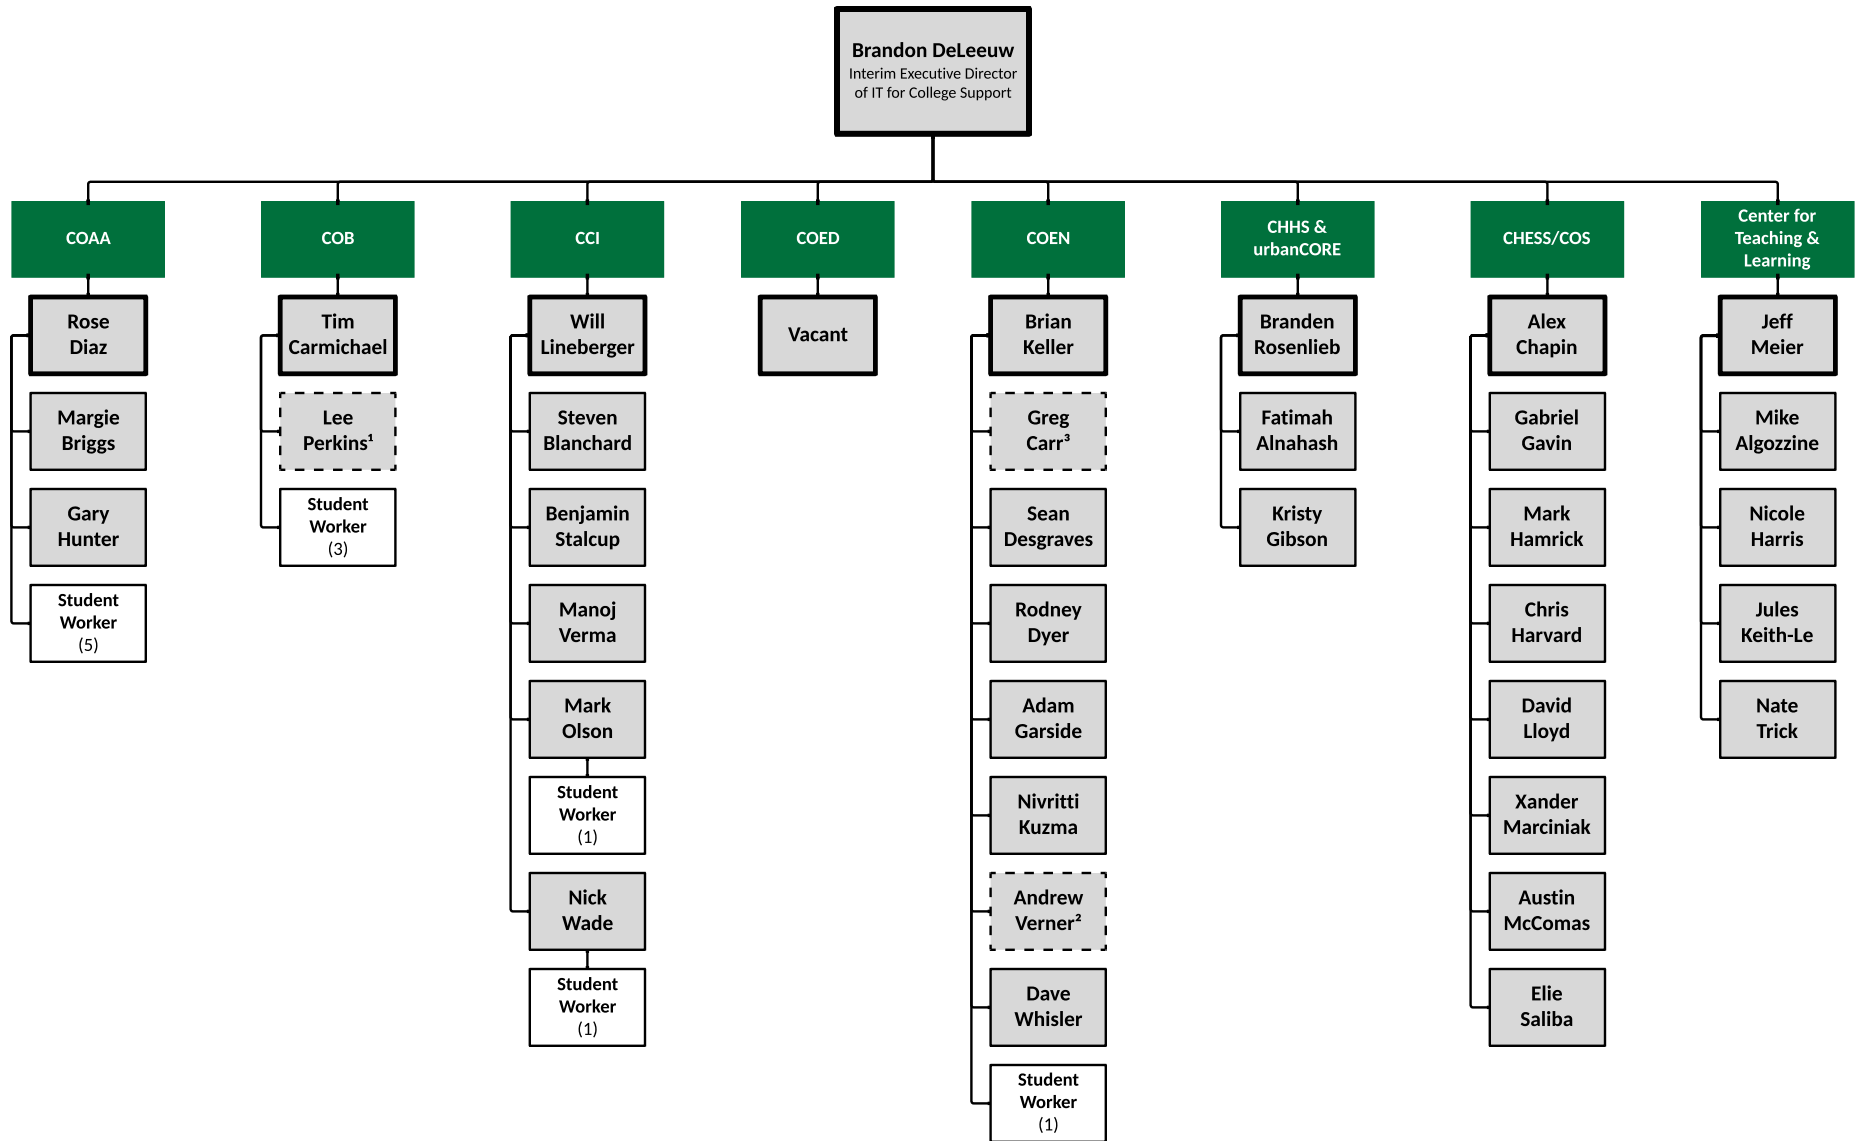 Brandon DeLeeuw
Interim Executive Director
of IT for College Support
COAA
Rose
Diaz
Margie
Briggs
Gary
Hunter
Student
Worker
(5)
COB
Tim
Carmichael
Lee
Perkins¹
Student
Worker
(3)
CCI
Will
Lineberger
Steven
Blanchard
Benjamin
Stalcup
Manoj
Verma
Mark
Olson
Student
Worker
(1)
Nick
Wade
Student
Worker
(1)
COED
Vacant
COEN
Brian
Keller
Greg
Carr³
Sean
Desgraves
Rodney
Dyer
Adam
Garside
Nivritti
Kuzma
Andrew
Verner²
Dave
Whisler
Student
Worker
(1)
CHHS &
urbanCORE
Branden
Rosenlieb
Fatimah
Alnahash
Kristy
Gibson
CHESS/COS
Alex
Chapin
Gabriel
Gavin
Mark
Hamrick
Chris
Harvard
David
Lloyd
Xander
Marciniak
Austin
McComas
Elie
Saliba
Center for
Teaching &
Learning
Jeff
Meier
Mike
Algozzine
Nicole
Harris
Jules
Keith-Le
Nate
Trick